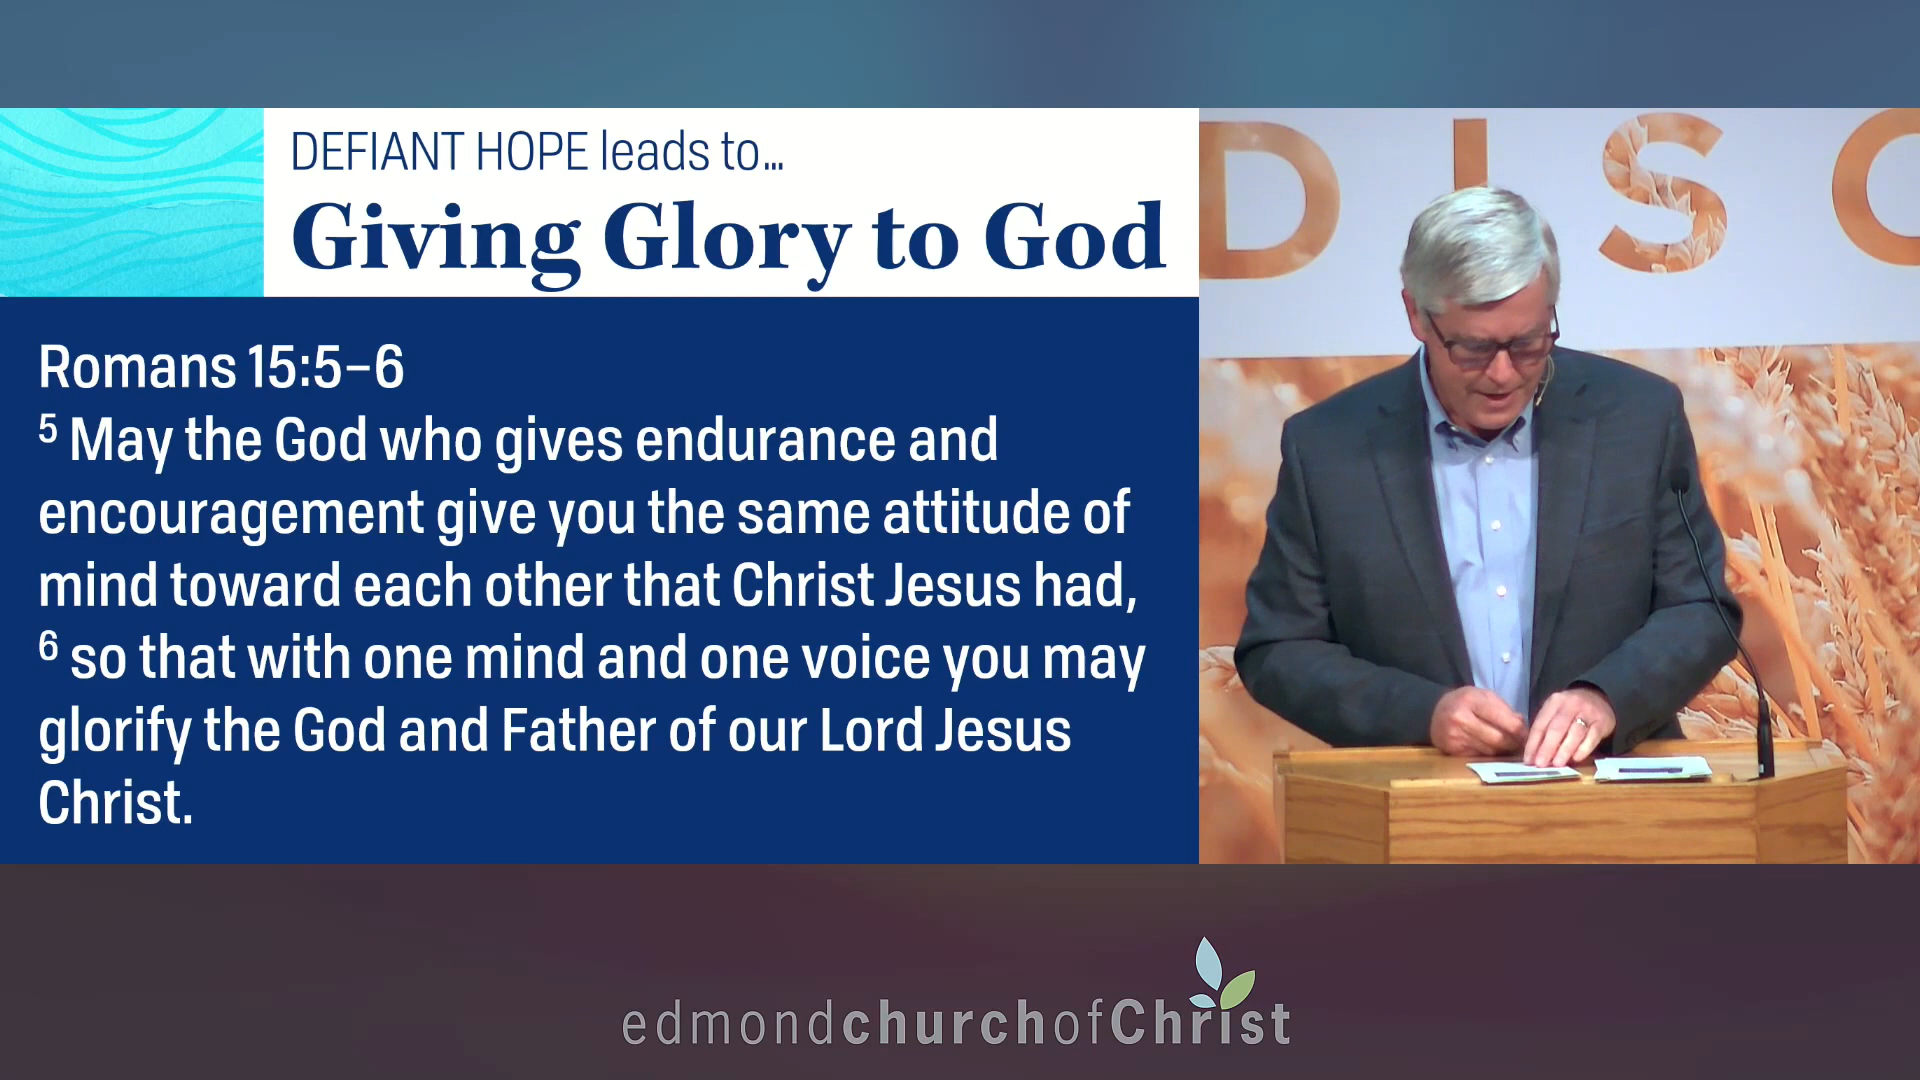 DEFIANT HOPE leads to...
Giving Glory to God
Romans 15:5–6
5 May the God who gives endurance and
encouragement give you the same attitude of
mind toward each other that Christ Jesus had,
6 so that with one mind and one voice you may
glorify the God and Father of our Lord Jesus
Christ.
DISC
edmondchurchofChrist